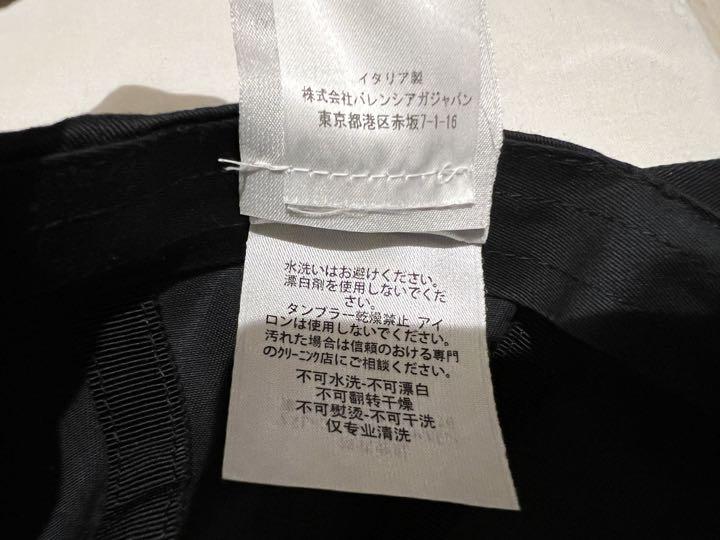 イタリア製
株式会社バレンシアガジャパン
東京都港区赤坂7-1-16
水洗いはお避けください。
漂白剤を使用しないでくだ
さい。
タンブラー乾燥禁止 アイ
ロンは使用しないでください。
汚れた場合は信頼のおける専門
のクリーニング店にご相談ください。
不可水洗-不可漂白
不可翻转干燥
不可熨烫-不可干洗
仅专业清洗